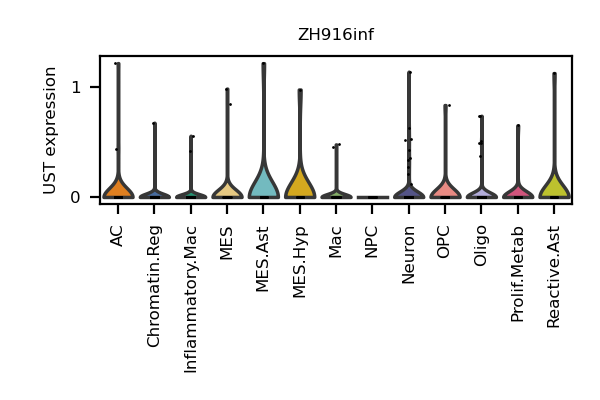 ZH916inf
UST expression
1
0
AC
Chromatin.Reg
Inflammatory.Mac
MES
MES.Ast
MES.Hyp
Mac
NPC
Neuron
OPC
Oligo
Prolif.Metab
Reactive.Ast